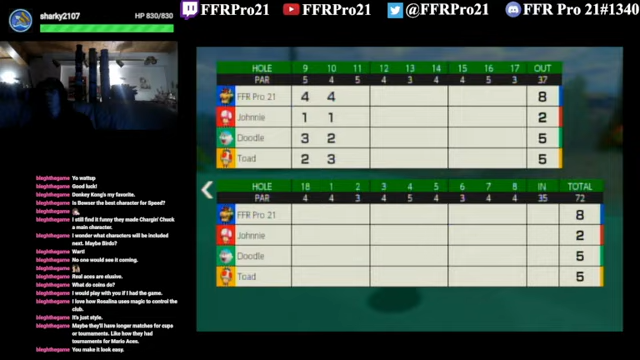 sharky2107 HP 830/830
FFRPro21 FFRPro21 @FFRPro21 FFR Pro 21#1340
HOLE 9 10 11 12 13 14 15 16 17 OUT
PAR 5 4 5 4 3 4 4 5 3 37
FFR Pro 21 4 4 8
Johnnie 1 1 2
Doodle 3 2 5
Toad 2 3 5
HOLE 18 1 2 3 4 5 6 7 8 IN TOTAL
PAR 4 4 3 4 5 4 3 4 4 35 72
FFR Pro 21 8
Johnnie 2
Doodle 5
Toad 5
bleghthegame Yo wattup
bleghthegame Good luck!
bleghthegame Donkey Kong's my favorite.
bleghthegame Is Bowser the best character for Speed?
bleghthegame
bleghthegame I still find it funny they made Chargin' Chuck
a main character.
bleghthegame I wonder what characters will be included
next. Maybe Birdo?
bleghthegame Wart!
bleghthegame No one would see it coming.
bleghthegame
bleghthegame Real aces are elusive.
bleghthegame What do coins do?
bleghthegame I would play with you if I had the game.
bleghthegame I love how Rosalina uses magic to control the
club.
bleghthegame It's just style.
bleghthegame Maybe they'll have longer matches for cups
or tournaments. Like how they had
tournaments for Mario Aces.
bleghthegame You make it look easy.